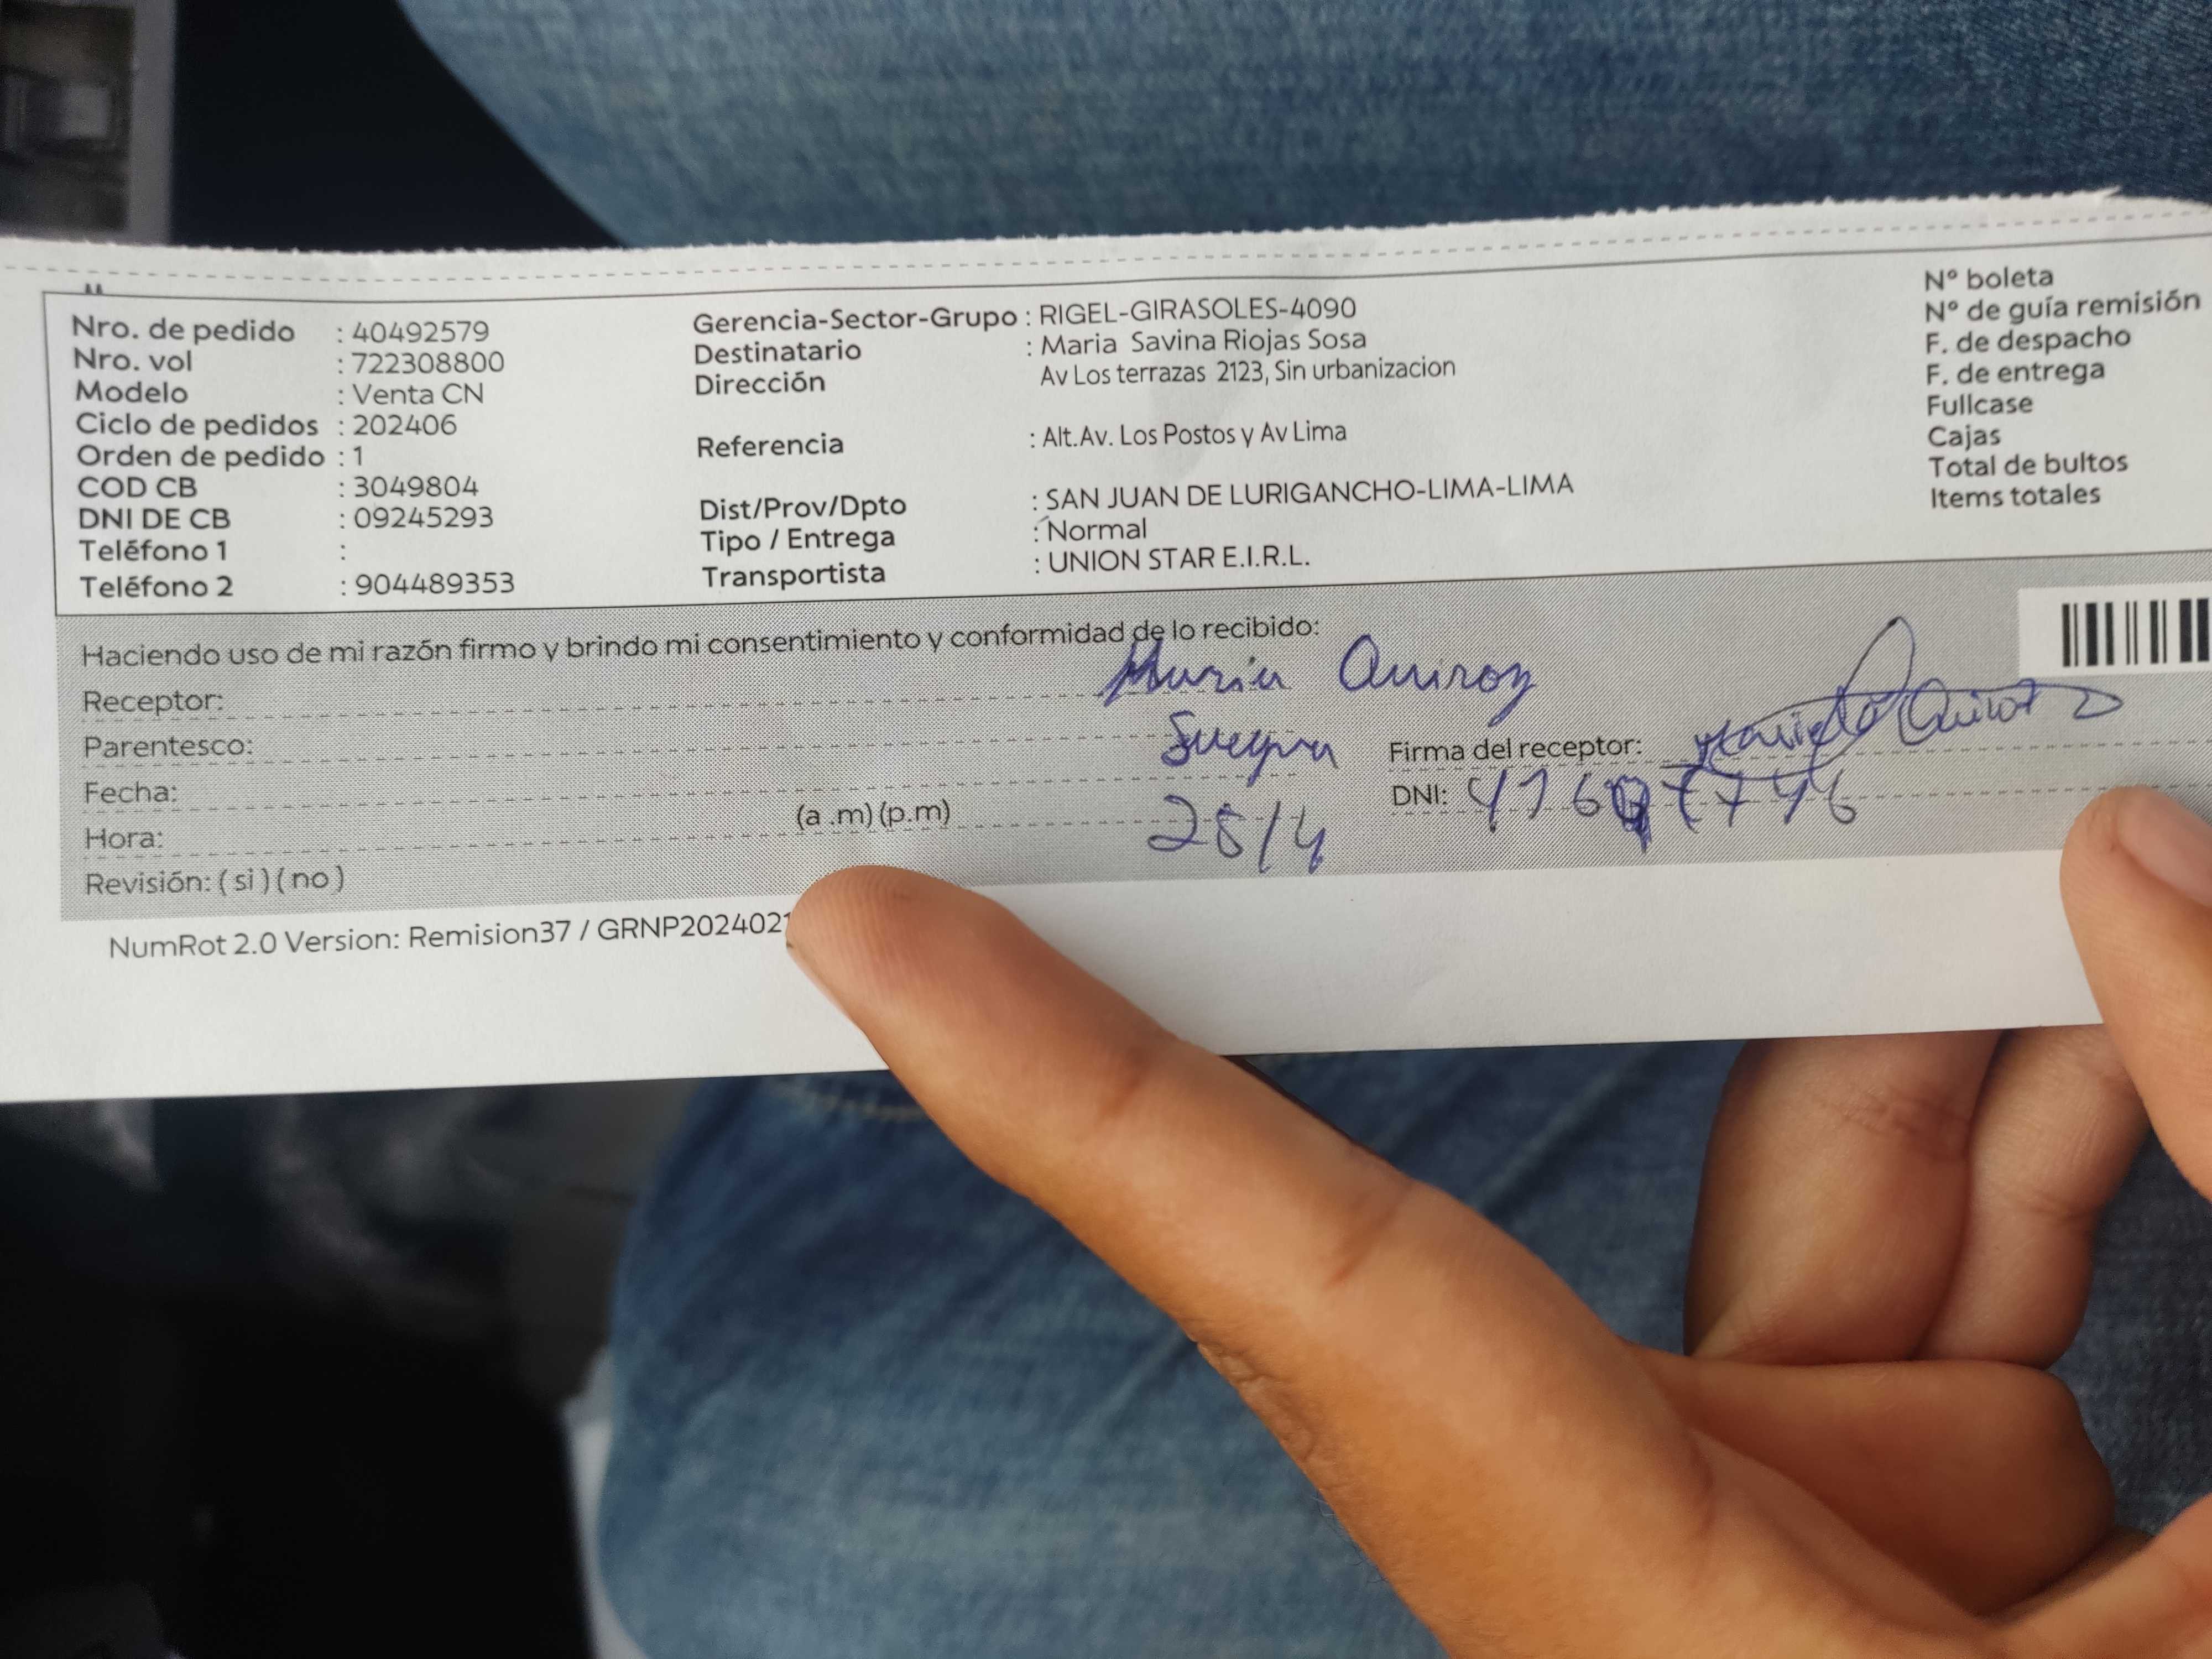 Nro. de pedido : 40492579
Nro. vol : 722308800
Modelo : Venta CN
Ciclo de pedidos : 202406
Orden de pedido : 1
COD CB : 3049804
DNI DE CB : 09245293
Teléfono 1 :
Teléfono 2 : 904489353
Gerencia-Sector-Grupo : RIGEL-GIRASOLES-4090
Destinatario : Maria Savina Riojas Sosa
Dirección Av Los terrazas 2123, Sin urbanizacion
Referencia : Alt.Av. Los Postos y Av Lima
Dist/Prov/Dpto : SAN JUAN DE LURIGANCHO-LIMA-LIMA
Tipo / Entrega : Normal
Transportista : UNION STAR E.I.R.L.
N° boleta
N° de guía remisión
F. de despacho
F. de entrega
Fullcase
Cajas
Total de bultos
Items totales
Haciendo uso de mi razón firmo y brindo mi consentimiento y conformidad de lo recibido:
Receptor: Maria Quiroz
Parentesco: Suegra
Firma del receptor: Quiroz
Fecha: 25/4
DNI:
Hora: (a .m) (p.m)
Revisión: ( si ) ( no )
NumRot 2.0 Version: Remision37 / GRNP2024021